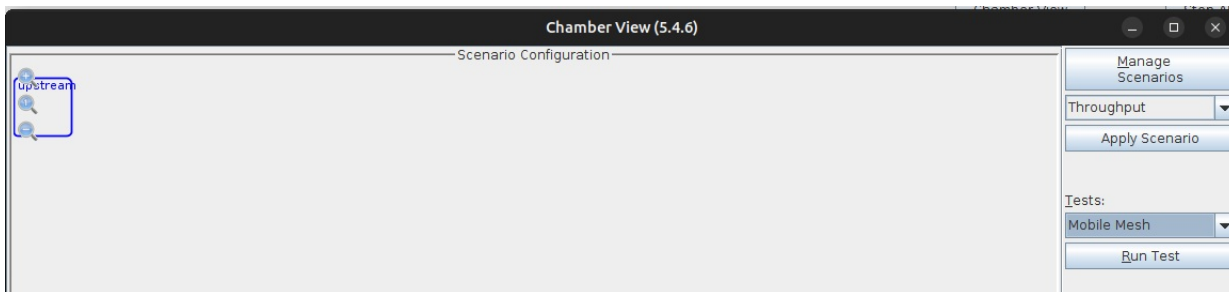 Chamber View (5.4.6)
Scenario Configuration
upstream
Manage
Scenarios
Throughput
Apply Scenario
Tests:
Mobile Mesh
Run Test